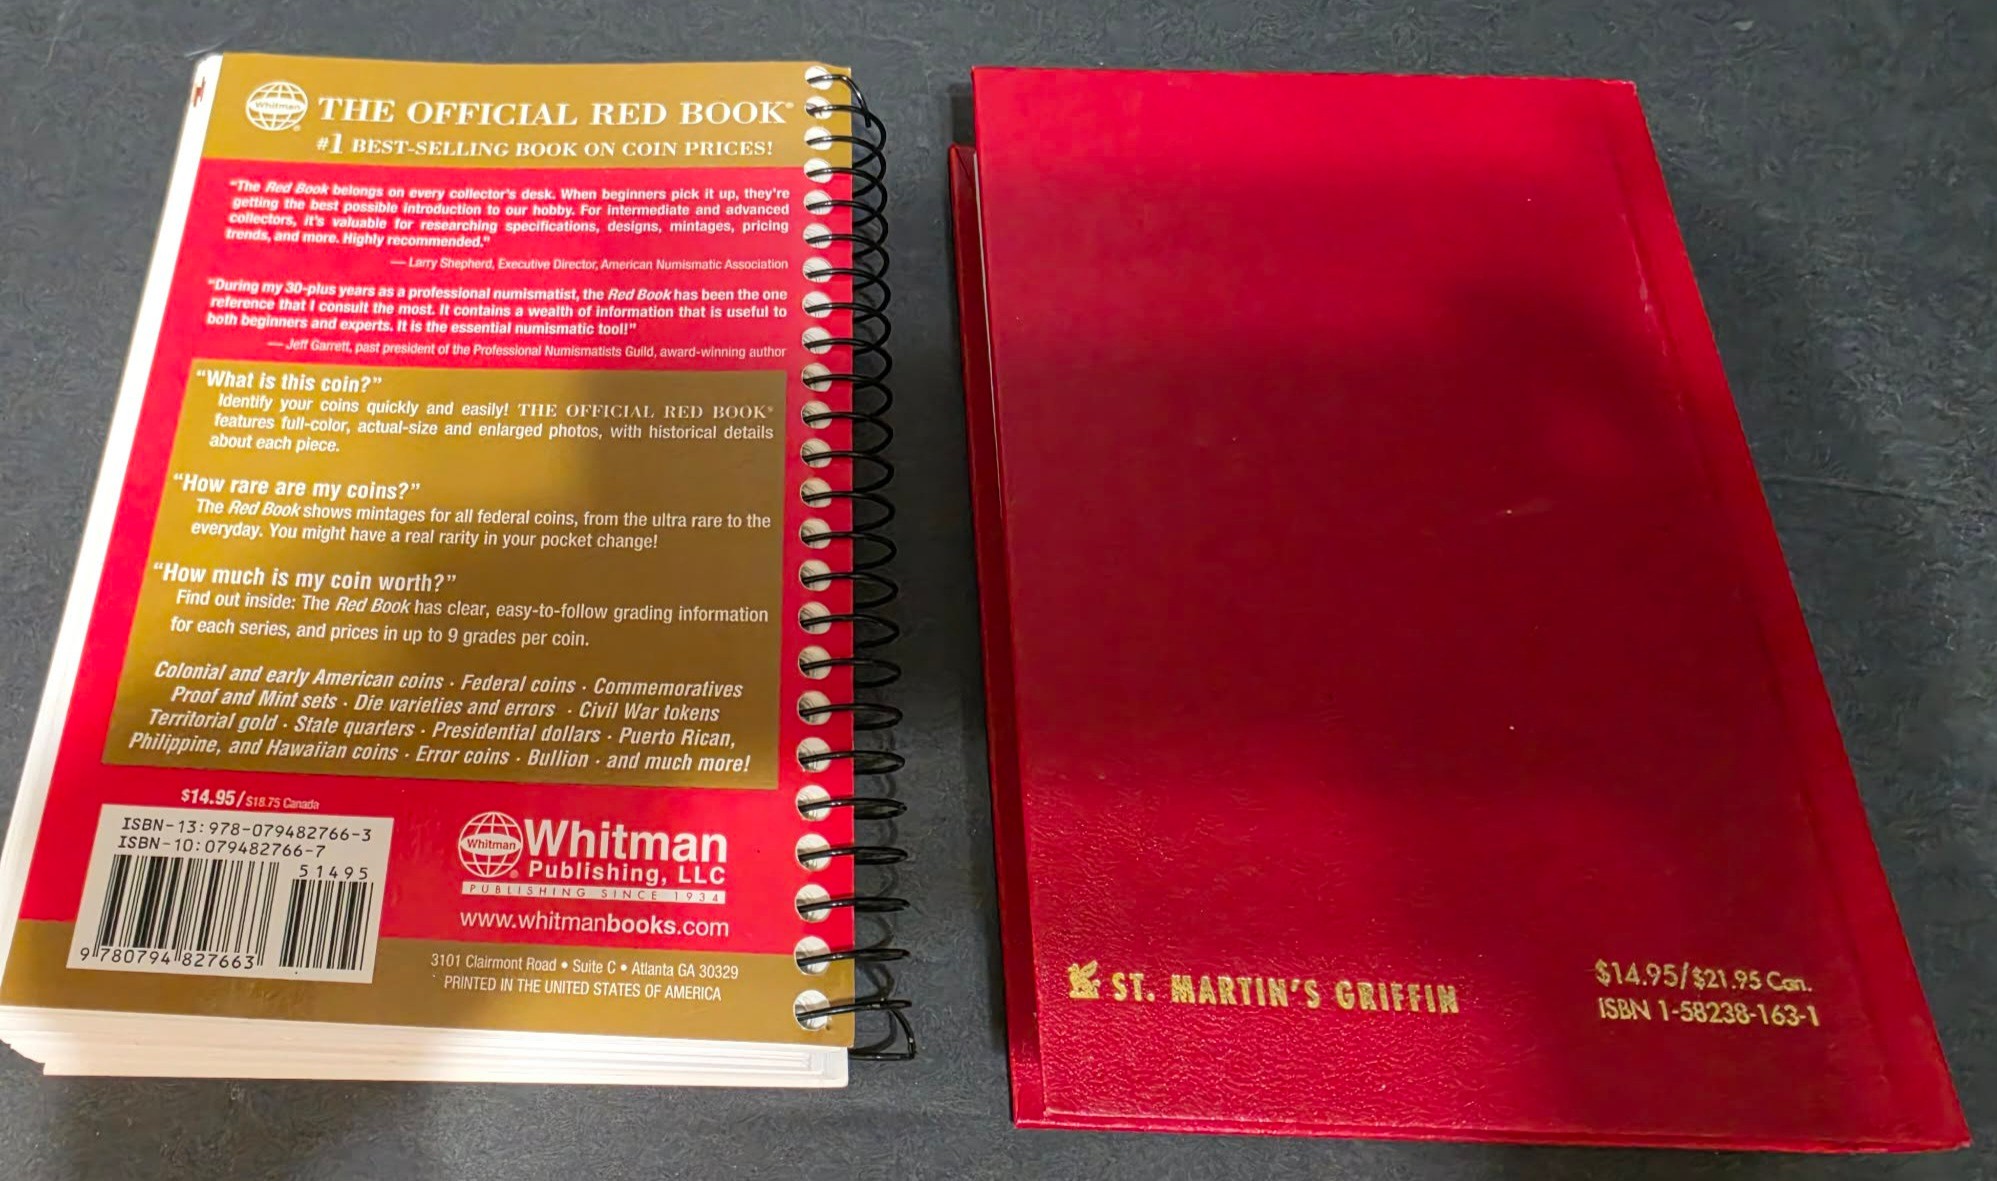 Whitman
THE OFFICIAL RED BOOK®
#1 BEST-SELLING BOOK ON COIN PRICES!
“The Red Book belongs on every collector's desk. When beginners pick it up, they're
getting the best possible introduction to our hobby. For intermediate and advanced
collectors, it's valuable for researching specifications, designs, mintages, pricing
trends, and more. Highly recommended.”
— Larry Shepherd, Executive Director, American Numismatic Association
“During my 30-plus years as a professional numismatist, the Red Book has been the one
reference that I consult the most. It contains a wealth of information that is useful to
both beginners and experts. It is the essential numismatic tool!”
— Jeff Garrett, past president of the Professional Numismatists Guild, award-winning author
“What is this coin?”
Identify your coins quickly and easily! THE OFFICIAL RED BOOK®
features full-color, actual-size and enlarged photos, with historical details
about each piece.
“How rare are my coins?”
The Red Book shows mintages for all federal coins, from the ultra rare to the
everyday. You might have a real rarity in your pocket change!
“How much is my coin worth?”
Find out inside: The Red Book has clear, easy-to-follow grading information
for each series, and prices in up to 9 grades per coin.
Colonial and early American coins · Federal coins · Commemoratives
Proof and Mint sets · Die varieties and errors · Civil War tokens
Territorial gold · State quarters · Presidential dollars · Puerto Rican,
Philippine, and Hawaiian coins · Error coins · Bullion · and much more!
$14.95/$18.75 Canada
ISBN-13: 978-079482766-3
ISBN-10: 079482766-7
51495
9 780794 827663
Whitman
Whitman®
Publishing, LLC
PUBLISHING SINCE 1934
www.whitmanbooks.com
3101 Clairmont Road • Suite C • Atlanta GA 30329
PRINTED IN THE UNITED STATES OF AMERICA
ST. MARTIN'S GRIFFIN
$14.95/$21.95 Can.
ISBN 1-58238-163-1